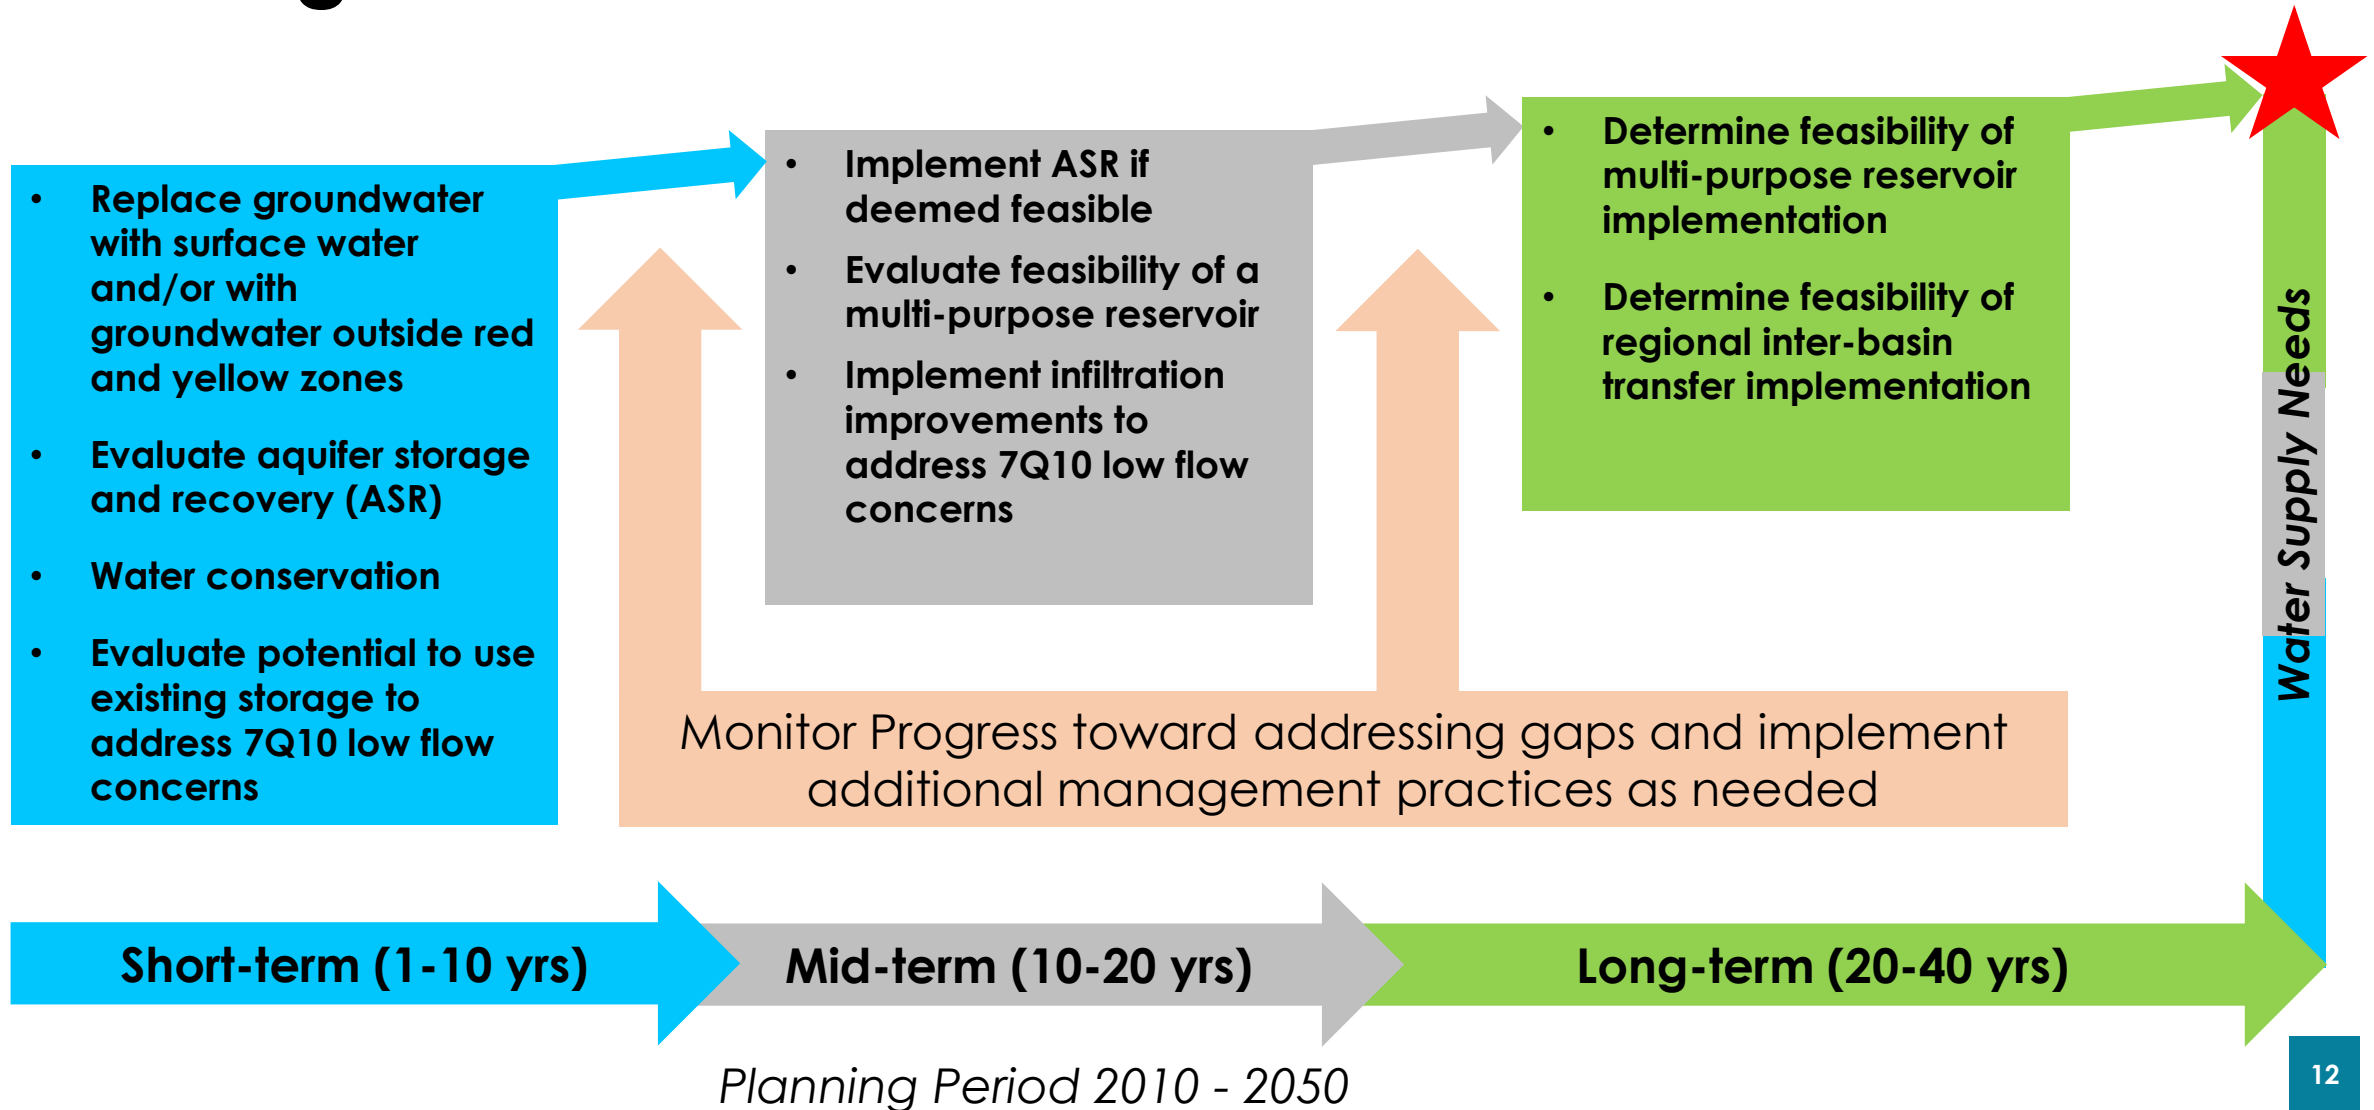 • Replace groundwater
with surface water
and/or with
groundwater outside red
and yellow zones
• Evaluate aquifer storage
and recovery (ASR)
• Water conservation
• Evaluate potential to use
existing storage to
address 7Q10 low flow
concerns
• Implement ASR if
deemed feasible
• Evaluate feasibility of a
multi-purpose reservoir
• Implement infiltration
improvements to
address 7Q10 low flow
concerns
• Determine feasibility of
multi-purpose reservoir
implementation
• Determine feasibility of
regional inter-basin
transfer implementation
Water Supply Needs
Monitor Progress toward addressing gaps and implement
additional management practices as needed
Short-term (1-10 yrs)
Mid-term (10-20 yrs)
Long-term (20-40 yrs)
Planning Period 2010 - 2050
12